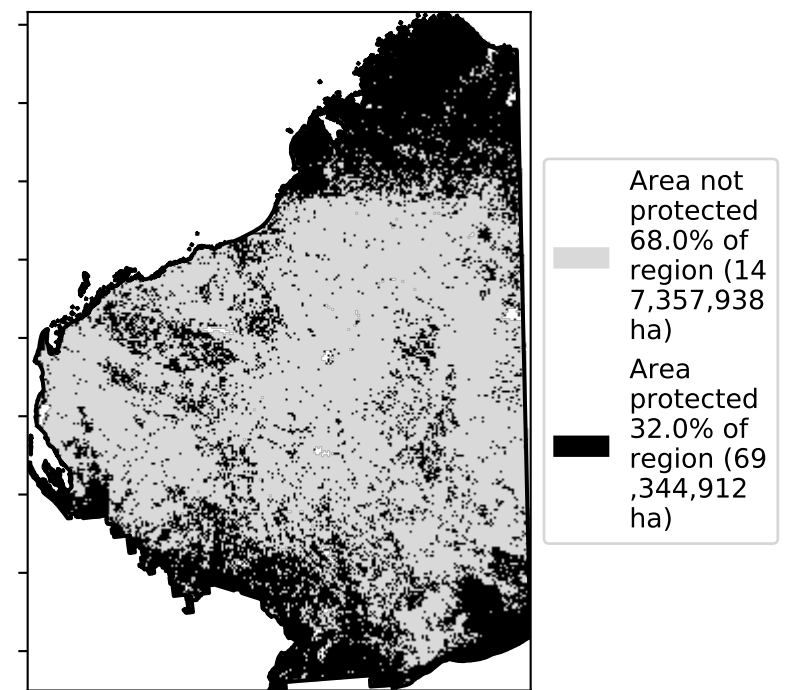 Area not
protected
68.0% of
region (14
7,357,938
ha)
Area
protected
32.0% of
region (69
,344,912
ha)